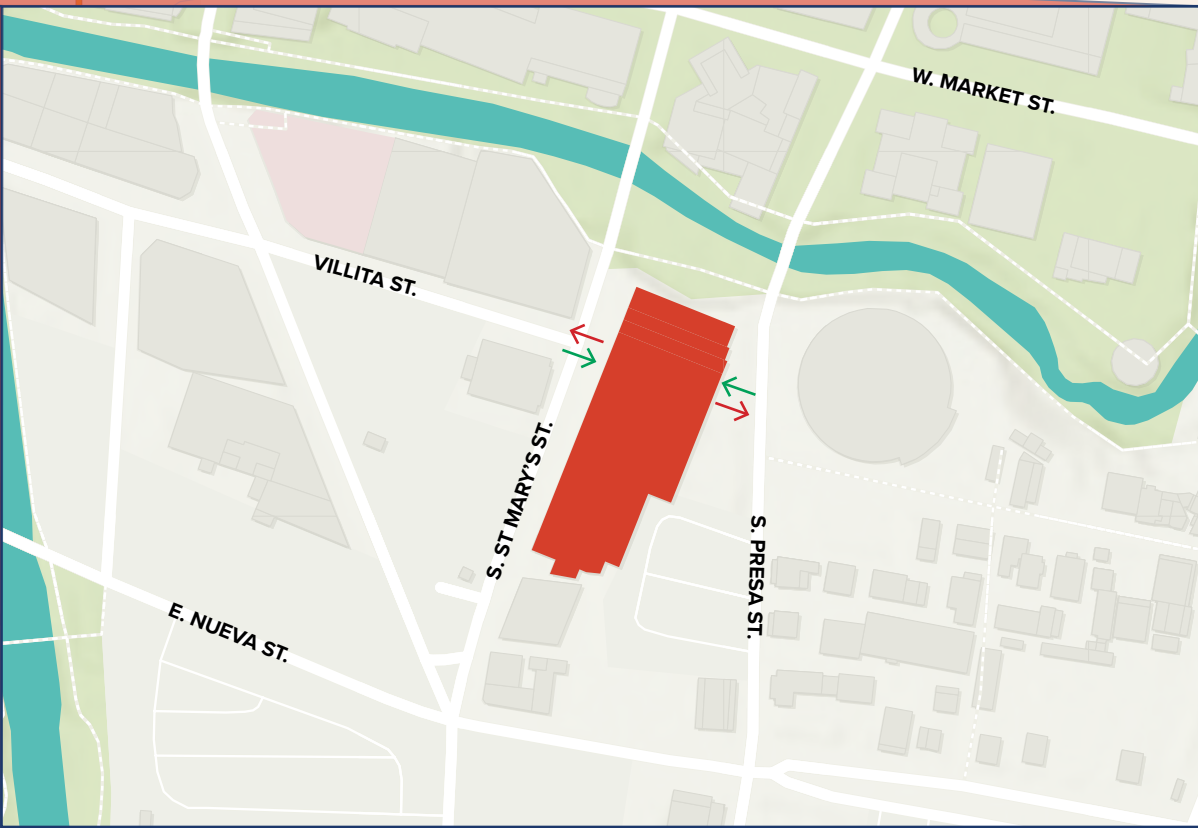 W. MARKET ST.
VILLITA ST.
S. ST MARY'S ST.
S. PRESA ST.
E. NUEVA ST.